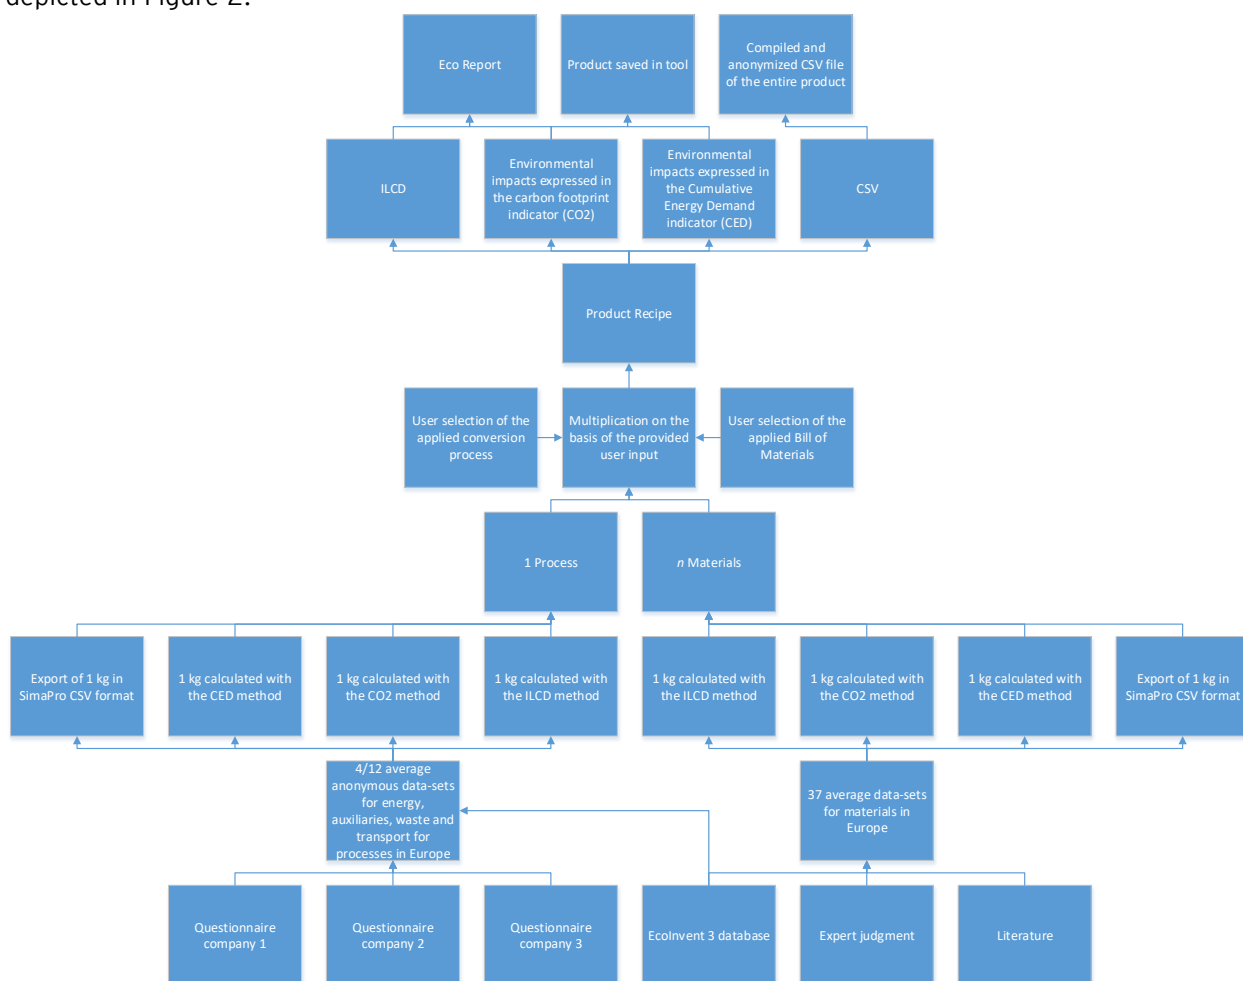 depicted in Figure 2.
Eco Report
Product saved in tool
Compiled and
anonymized CSV file
of the entire product
ILCD
Environmental
impacts expressed in
the carbon footprint
indicator (CO2)
Environmental
impacts expressed in
the Cumulative
Energy Demand
indicator (CED)
CSV
Product Recipe
User selection of the
applied conversion
process
Multiplication on the
basis of the provided
user input
User selection of the
applied Bill of
Materials
1 Process
n Materials
Export of 1 kg in
SimaPro CSV format
1 kg calculated with
the CED method
1 kg calculated with
the CO2 method
1 kg calculated with
the ILCD method
1 kg calculated with
the ILCD method
1 kg calculated with
the CO2 method
1 kg calculated with
the CED method
Export of 1 kg in
SimaPro CSV format
4/12 average
anonymous data-sets
for energy,
auxiliaries, waste and
transport for
processes in Europe
37 average data-sets
for materials in
Europe
Questionnaire
company 1
Questionnaire
company 2
Questionnaire
company 3
EcoInvent 3 database
Expert judgment
Literature